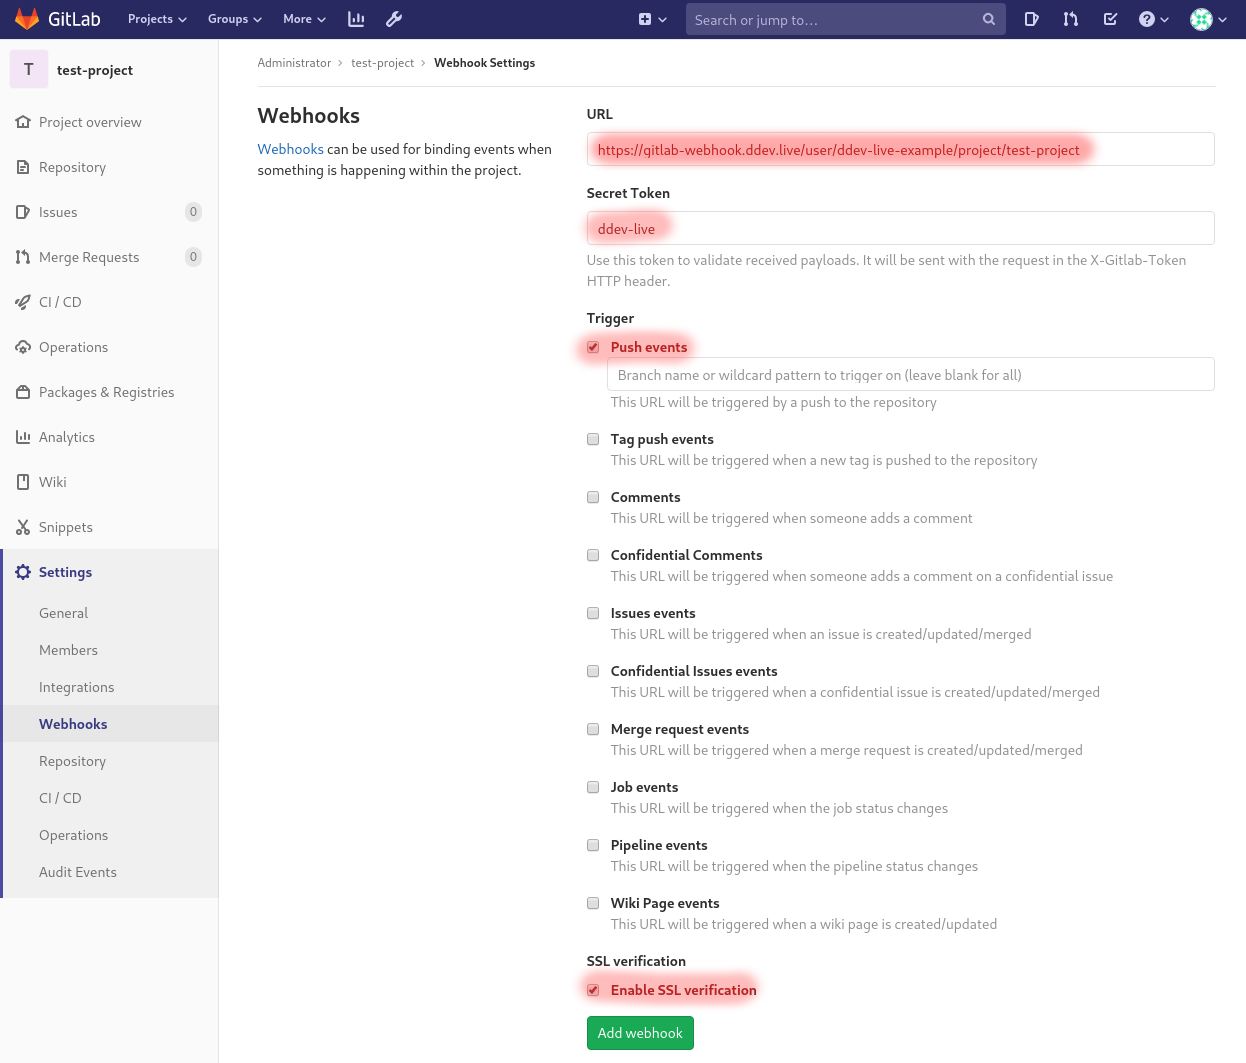 GitLab Projects Groups More Search or jump to...
T test-project
Project overview
Repository
Issues 0
Merge Requests 0
CI / CD
Operations
Packages & Registries
Analytics
Wiki
Snippets
Settings
General
Members
Integrations
Webhooks
Repository
CI / CD
Operations
Audit Events
Administrator > test-project > Webhook Settings
Webhooks
Webhooks can be used for binding events when
something is happening within the project.
URL
https://gitlab-webhook.ddev.live/user/ddev-live-example/project/test-project
Secret Token
ddev-live
Use this token to validate received payloads. It will be sent with the request in the X-Gitlab-Token
HTTP header.
Trigger
Push events
Branch name or wildcard pattern to trigger on (leave blank for all)
This URL will be triggered by a push to the repository
Tag push events
This URL will be triggered when a new tag is pushed to the repository
Comments
This URL will be triggered when someone adds a comment
Confidential Comments
This URL will be triggered when someone adds a comment on a confidential issue
Issues events
This URL will be triggered when an issue is created/updated/merged
Confidential Issues events
This URL will be triggered when a confidential issue is created/updated/merged
Merge request events
This URL will be triggered when a merge request is created/updated/merged
Job events
This URL will be triggered when the job status changes
Pipeline events
This URL will be triggered when the pipeline status changes
Wiki Page events
This URL will be triggered when a wiki page is created/updated
SSL verification
Enable SSL verification
Add webhook